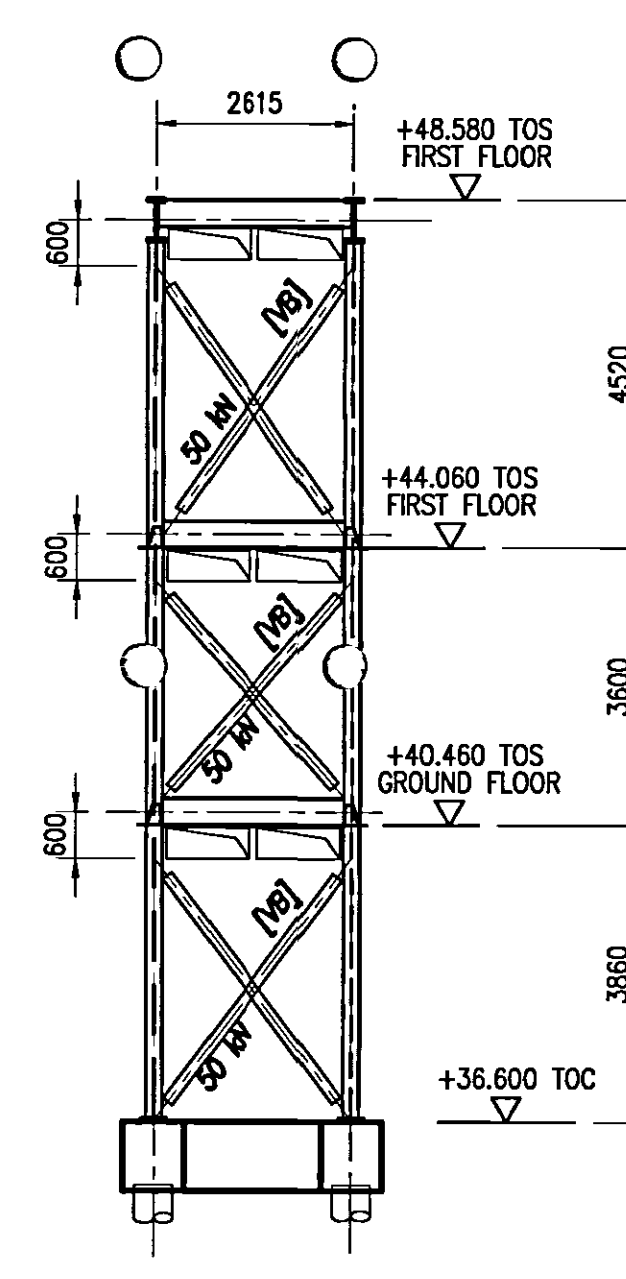 2615
+48.580 TOS
FIRST FLOOR
600
[VB]
50 kN
4520
+44.060 TOS
FIRST FLOOR
600
[VB]
50 kN
3600
+40.460 TOS
GROUND FLOOR
600
[VB]
50 kN
3860
+36.600 TOC